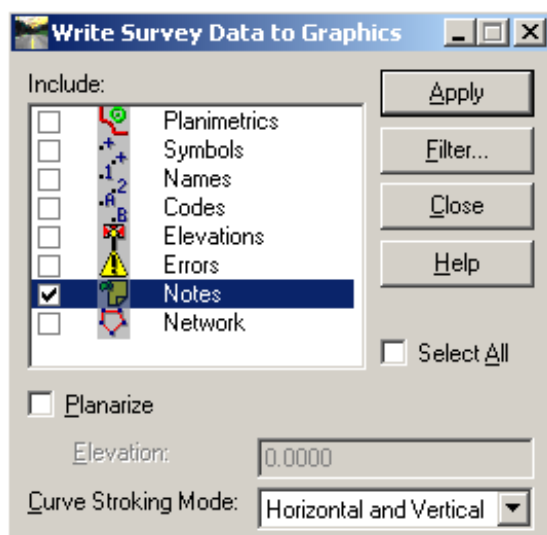 Write Survey Data to Graphics
Include:
Planimetrics
Symbols
Names
Codes
Elevations
Errors
Notes
Network
Apply
Filter...
Close
Help
Select All
Planarize
Elevation: 0.0000
Curve Stroking Mode: Horizontal and Vertical